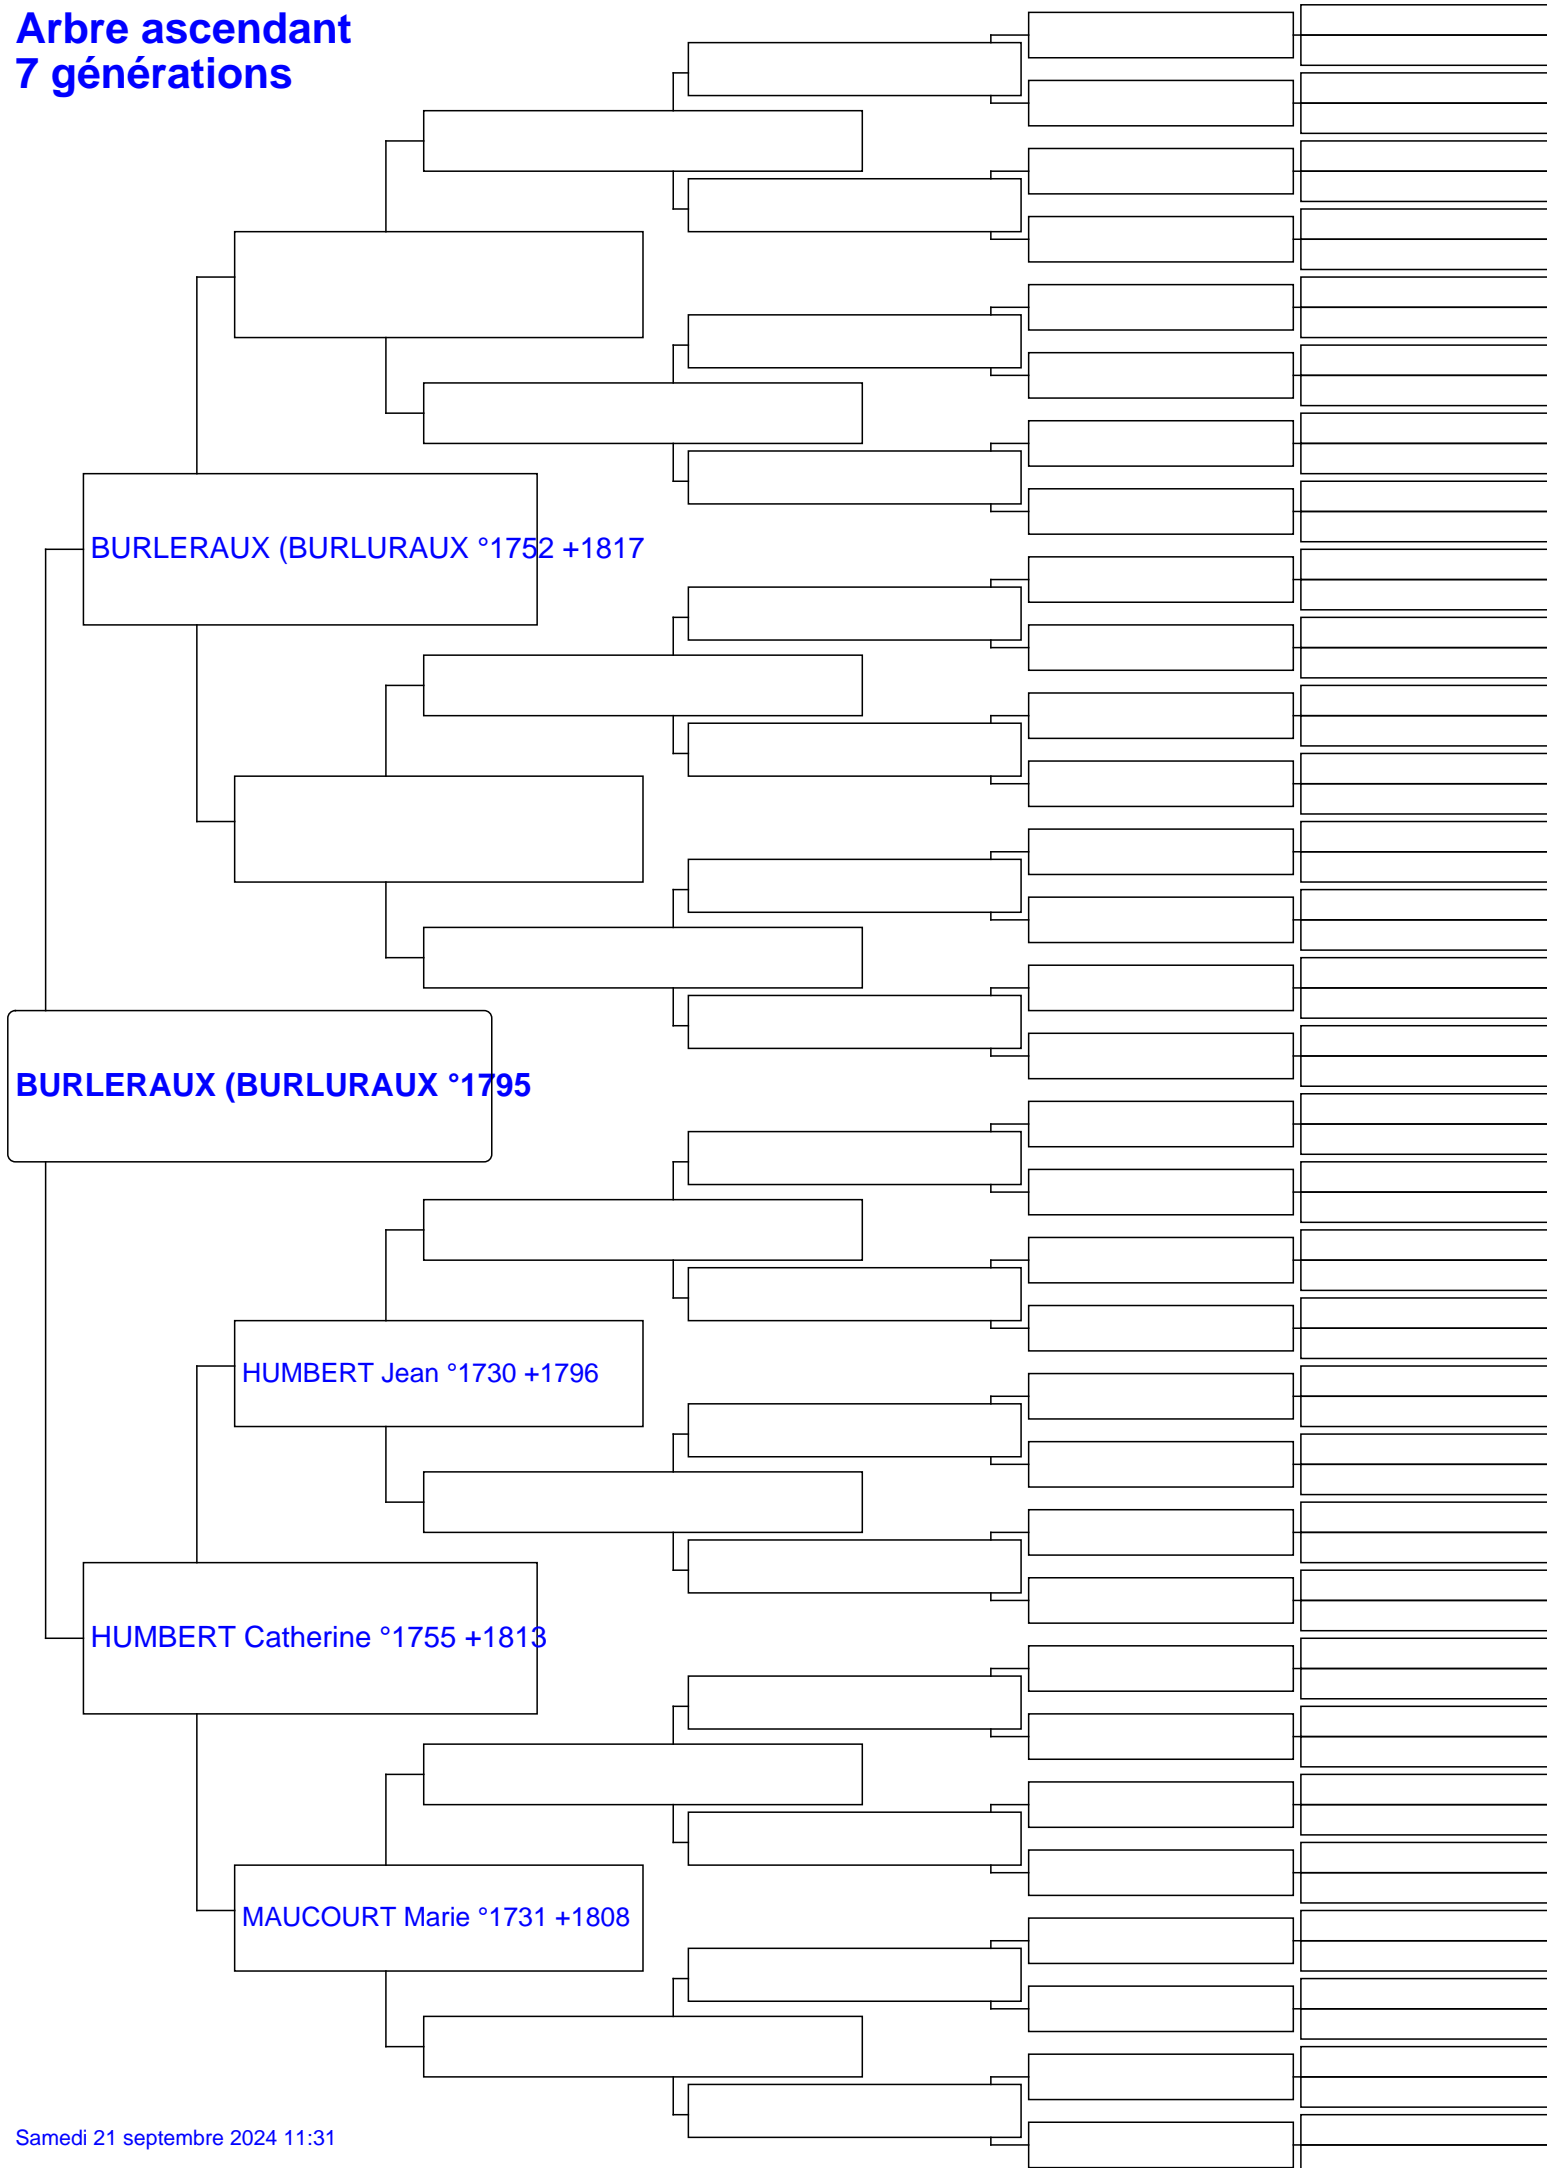 Arbre ascendant
7 générations
BURLERAUX (BURLURAUX °1752 +1817
BURLERAUX (BURLURAUX °1795
HUMBERT Jean °1730 +1796
HUMBERT Catherine °1755 +1813
MAUCOURT Marie °1731 +1808
Samedi 21 septembre 2024 11:31